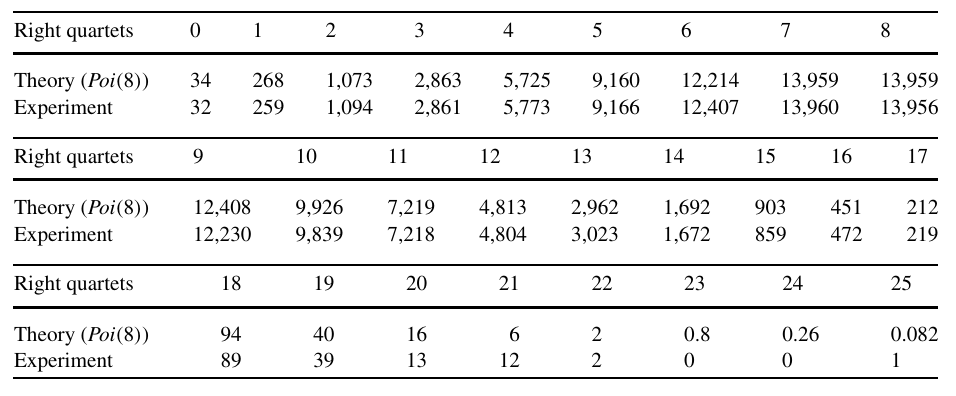 Right quartets 0 1 2 3 4 5 6 7 8
Theory (Poi(8)) 34 268 1,073 2,863 5,725 9,160 12,214 13,959 13,959
Experiment 32 259 1,094 2,861 5,773 9,166 12,407 13,960 13,956
Right quartets 9 10 11 12 13 14 15 16 17
Theory (Poi(8)) 12,408 9,926 7,219 4,813 2,962 1,692 903 451 212
Experiment 12,230 9,839 7,218 4,804 3,023 1,672 859 472 219
Right quartets 18 19 20 21 22 23 24 25
Theory (Poi(8)) 94 40 16 6 2 0.8 0.26 0.082
Experiment 89 39 13 12 2 0 0 1